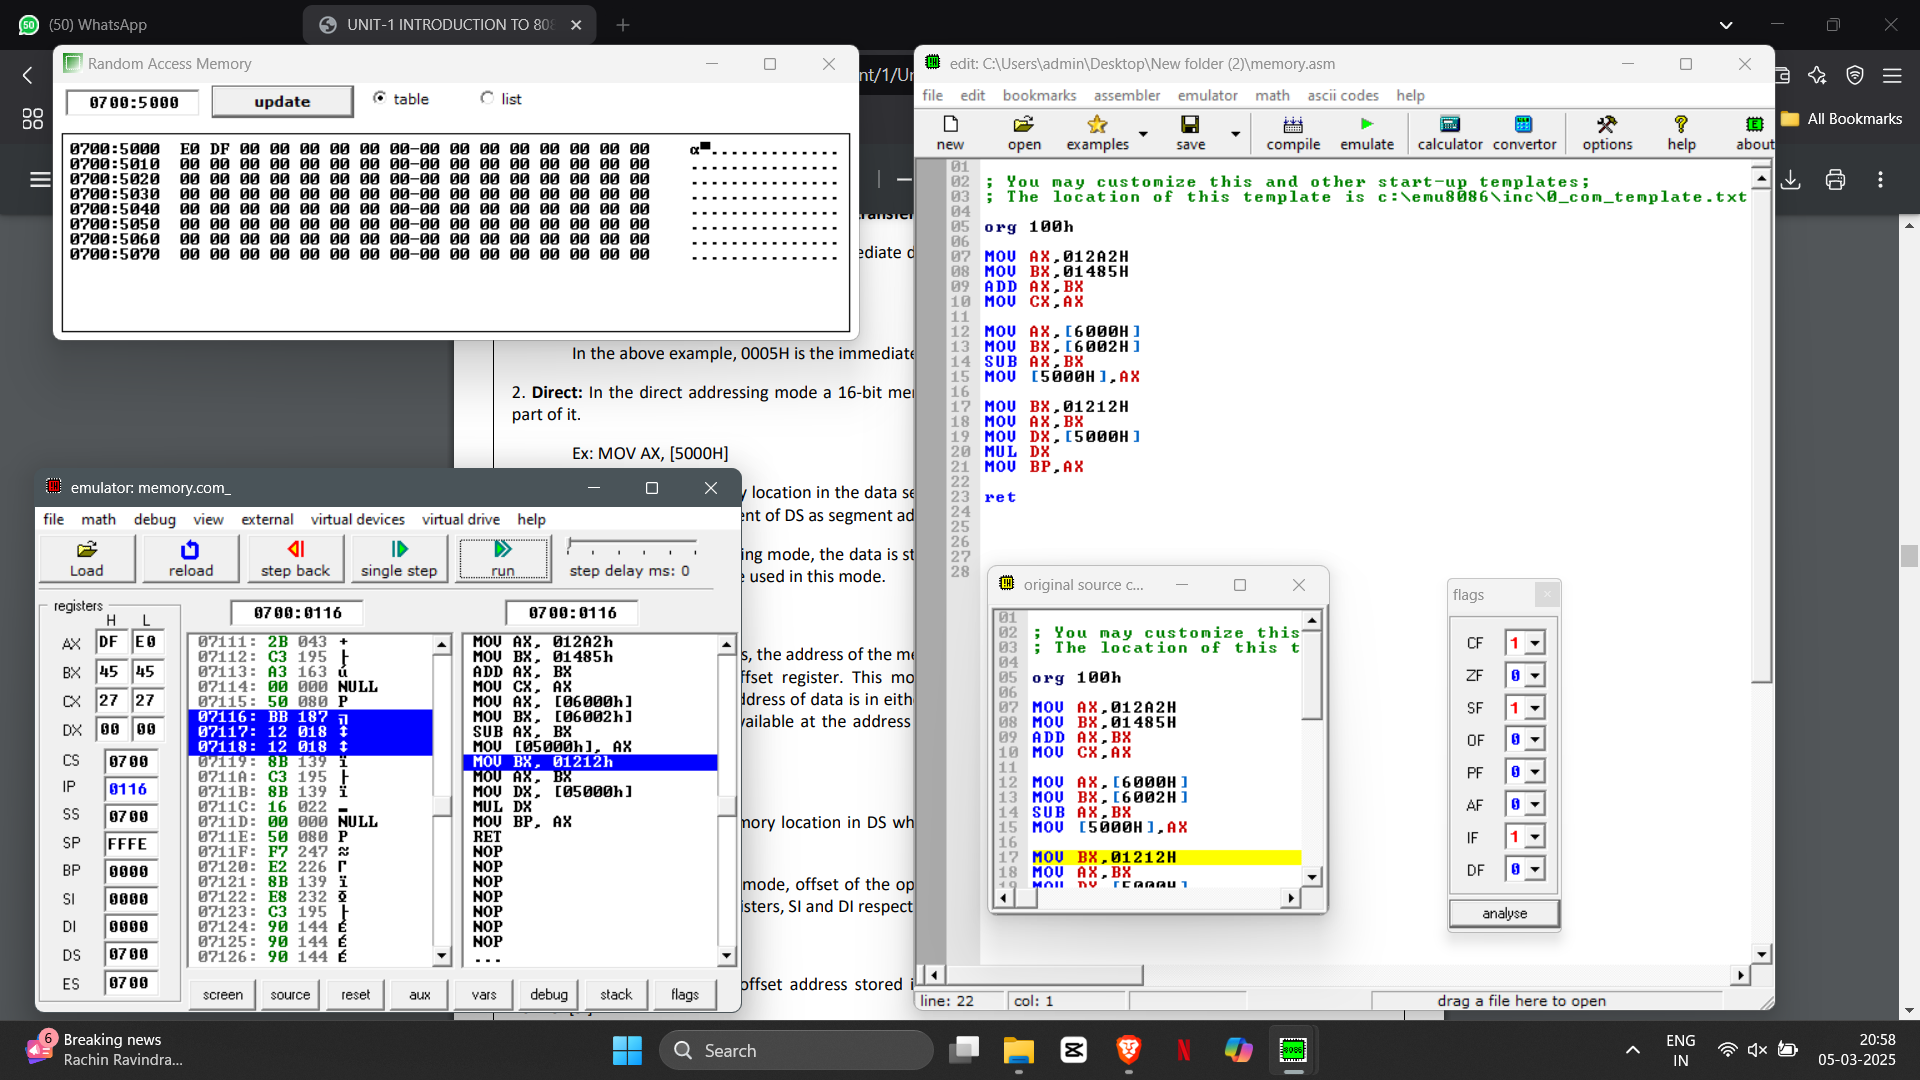 (50) WhatsApp
UNIT-1 INTRODUCTION TO 808
Random Access Memory
0700:5000 update table list
0700:5000 E0 DF 00 00 00 00 00 00-00 00 00 00 00 00 00 00 α■..............
0700:5010 00 00 00 00 00 00 00 00-00 00 00 00 00 00 00 00 ................
0700:5020 00 00 00 00 00 00 00 00-00 00 00 00 00 00 00 00 ................
0700:5030 00 00 00 00 00 00 00 00-00 00 00 00 00 00 00 00 ................
0700:5040 00 00 00 00 00 00 00 00-00 00 00 00 00 00 00 00 ................
0700:5050 00 00 00 00 00 00 00 00-00 00 00 00 00 00 00 00 ................
0700:5060 00 00 00 00 00 00 00 00-00 00 00 00 00 00 00 00 ................
0700:5070 00 00 00 00 00 00 00 00-00 00 00 00 00 00 00 00 ................
nt/1/Ur
All Bookmarks
ediate d
In the above example, 0005H is the immediate
2. Direct: In the direct addressing mode a 16-bit mer
part of it.
Ex: MOV AX, [5000H]
y location in the data se
ent of DS as segment ad
ing mode, the data is st
e used in this mode.
s, the address of the me
ffset register. This mo
ddress of data is in eith
vailable at the address
mory location in DS wh
mode, offset of the op
isters, SI and DI respect
offset address stored i
edit: C:\Users\admin\Desktop\New folder (2)\memory.asm
file edit bookmarks assembler emulator math ascii codes help
new open examples save compile emulate calculator convertor options help about
01
02 ; You may customize this and other start-up templates;
03 ; The location of this template is c:\emu8086\inc\0_com_template.txt
04
05 org 100h
06
07 MOV AX,012A2H
08 MOV BX,01485H
09 ADD AX,BX
10 MOV CX,AX
11
12 MOV AX,[6000H]
13 MOV BX,[6002H]
14 SUB AX,BX
15 MOV [5000H],AX
16
17 MOV BX,01212H
18 MOV AX,BX
19 MOV DX,[5000H]
20 MUL DX
21 MOV BP,AX
22
23 ret
24
25
26
27
28
line: 22 col: 1 drag a file here to open
emulator: memory.com_
file math debug view external virtual devices virtual drive help
Load reload step back single step run step delay ms: 0
registers
H L
AX DF E0
BX 45 45
CX 27 27
DX 00 00
CS 0700
IP 0116
SS 0700
SP FFFE
BP 0000
SI 0000
DI 0000
DS 0700
ES 0700
0700:0116
07111: 2B 043 +
07112: C3 195 ├
07113: A3 163 ú
07114: 00 000 NULL
07115: 50 080 P
07116: BB 187 ╗
07117: 12 018 ↕
07118: 12 018 ↕
07119: 8B 139 ï
0711A: C3 195 ├
0711B: 8B 139 ï
0711C: 16 022 ▬
0711D: 00 000 NULL
0711E: 50 080 P
0711F: F7 247 ≈
07120: E2 226 Γ
07121: 8B 139 ï
07122: E8 232 Φ
07123: C3 195 ├
07124: 90 144 É
07125: 90 144 É
07126: 90 144 É
0700:0116
MOV AX, 012A2h
MOV BX, 01485h
ADD AX, BX
MOV CX, AX
MOV AX, [06000h]
MOV BX, [06002h]
SUB AX, BX
MOV [05000h], AX
MOV BX, 01212h
MOV AX, BX
MOV DX, [05000h]
MUL DX
MOV BP, AX
RET
NOP
NOP
NOP
NOP
NOP
NOP
NOP
...
screen source reset aux vars debug stack flags
original source c...
01
02 ; You may customize this
03 ; The location of this t
04
05 org 100h
06
07 MOV AX,012A2H
08 MOV BX,01485H
09 ADD AX,BX
10 MOV CX,AX
11
12 MOV AX,[6000H]
13 MOV BX,[6002H]
14 SUB AX,BX
15 MOV [5000H],AX
16
17 MOV BX,01212H
18 MOV AX,BX
19 MOV DX,[5000H]
flags
CF 1
ZF 0
SF 1
OF 0
PF 0
AF 0
IF 1
DF 0
analyse
6 Breaking news
Rachin Ravindra...
Search
ENG
IN
20:58
05-03-2025